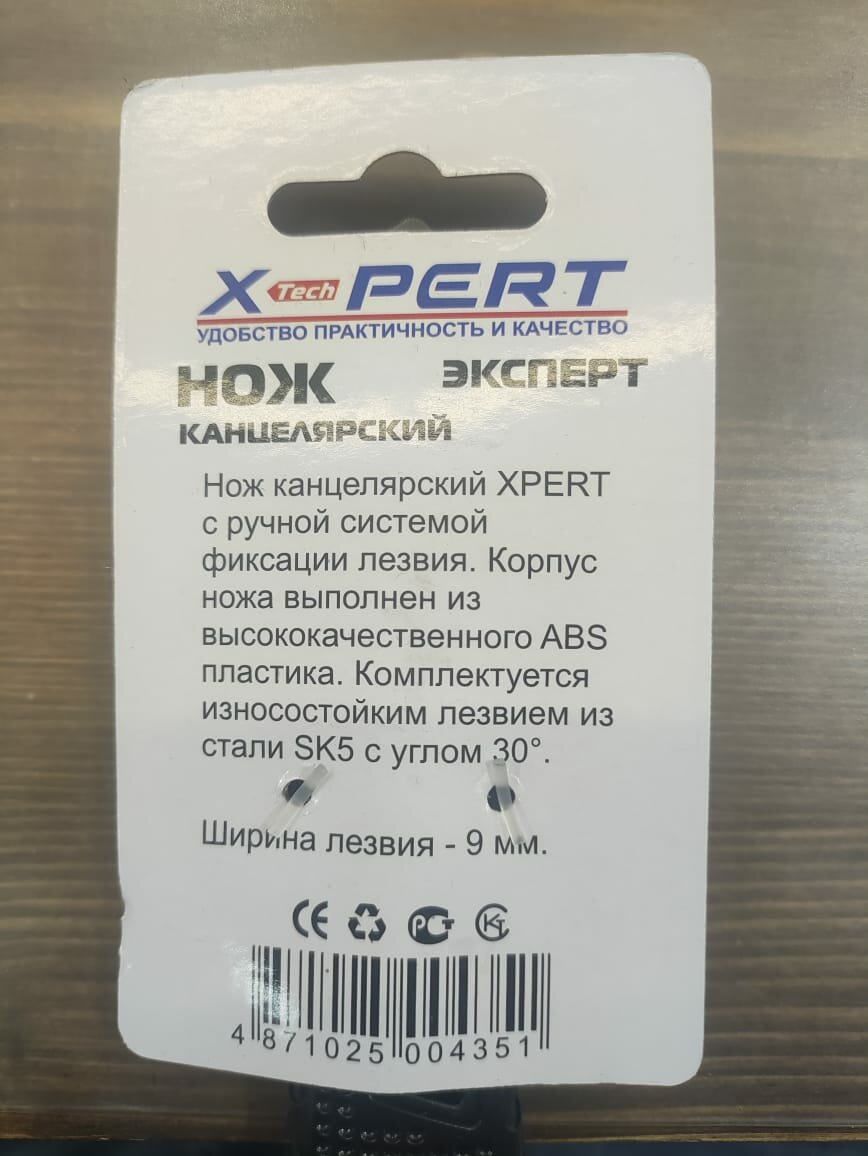 X Tech PERT
УДОБСТВО ПРАКТИЧНОСТЬ И КАЧЕСТВО
НОЖ ЭКСПЕРТ
КАНЦЕЛЯРСКИЙ
Нож канцелярский XPERT
с ручной системой
фиксации лезвия. Корпус
ножа выполнен из
высококачественного ABS
пластика. Комплектуется
износостойким лезвием из
стали SK5 с углом 30°.
Ширина лезвия - 9 мм.
CE РСТ КТ
4 871025 004351